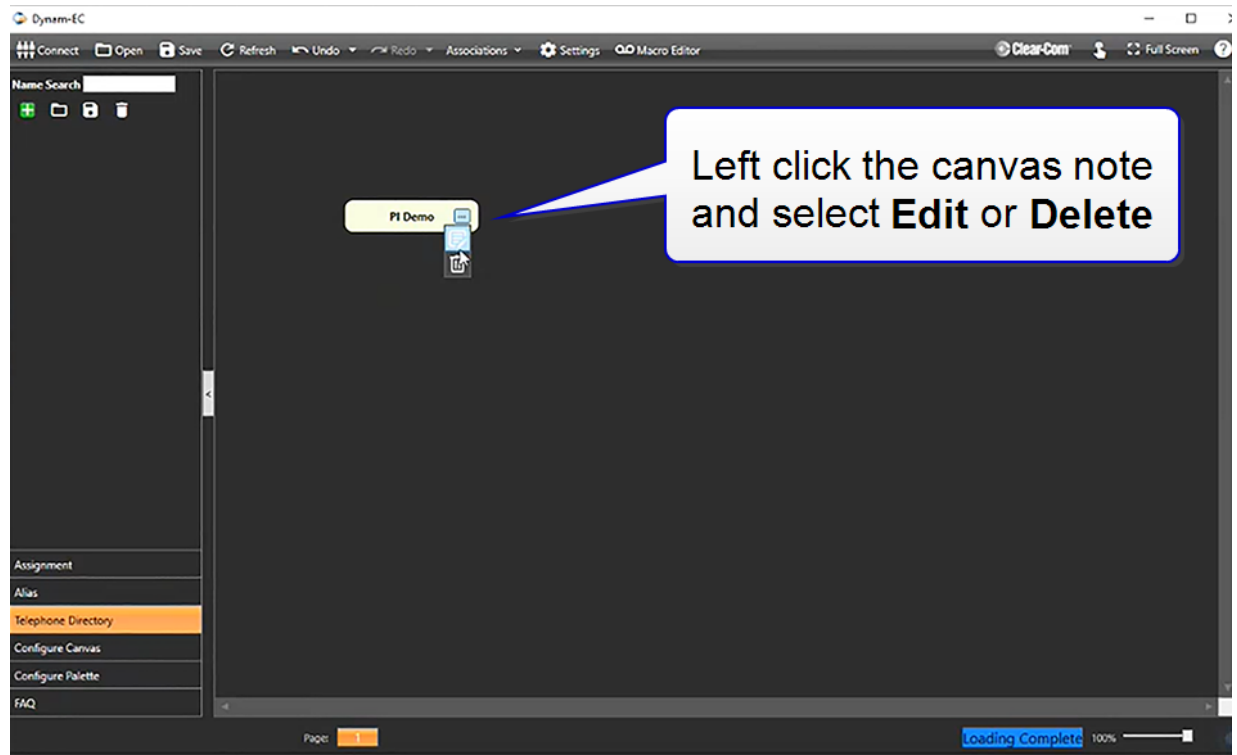 Dynam-EC
Connect Open Save Refresh Undo Redo Associations Settings Macro Editor Clear-Com Full Screen ?
Name Search
Left click the canvas note
and select Edit or Delete
PI Demo
Assignment
Alias
Telephone Directory
Configure Canvas
Configure Palette
FAQ
Page: 1 Loading Complete 100%